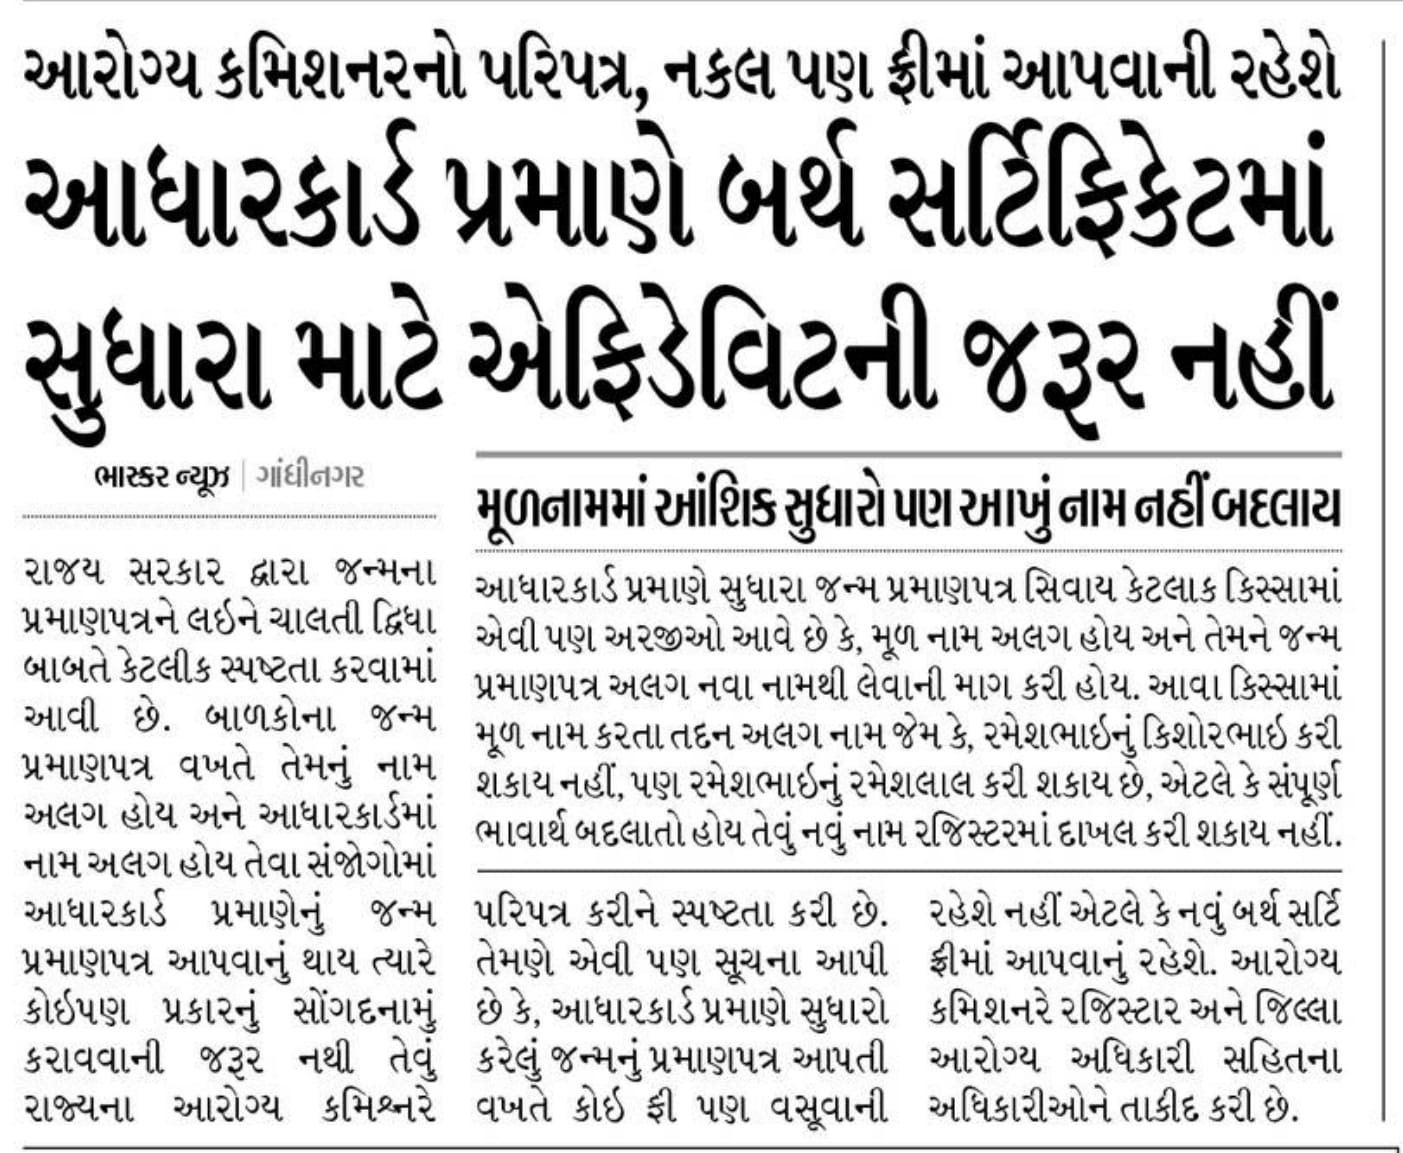 આરોગ્ય કમિશનરનો પરિપત્ર, નકલ પણ ફ્રીમાં આપવાની રહેશે
આધારકાર્ડ પ્રમાણે બર્થ સર્ટિફિકેટમાં
સુધારા માટે એફિડેવિટની જરૂર નહીં
ભાસ્કર ન્યૂઝ | ગાંધીનગર
રાજય સરકાર દ્વારા જન્મના
પ્રમાણપત્રને લઇને ચાલતી દ્વિધા
બાબતે કેટલીક સ્પષ્ટતા કરવામાં
આવી છે. બાળકોના જન્મ
પ્રમાણપત્ર વખતે તેમનું નામ
અલગ હોય અને આધારકાર્ડમાં
નામ અલગ હોય તેવા સંજોગોમાં
આધારકાર્ડ પ્રમાણેનું જન્મ
પ્રમાણપત્ર આપવાનું થાય ત્યારે
કોઇપણ પ્રકારનું સોંગદનામું
કરાવવાની જરૂર નથી તેવું
રાજ્યના આરોગ્ય કમિશ્નરે
મૂળનામમાં આંશિક સુધારો પણ આખું નામ નહીં બદલાય
આધારકાર્ડ પ્રમાણે સુધારા જન્મ પ્રમાણપત્ર સિવાય કેટલાક કિસ્સામાં
એવી પણ અરજીઓ આવે છે કે, મૂળ નામ અલગ હોય અને તેમને જન્મ
પ્રમાણપત્ર અલગ નવા નામથી લેવાની માગ કરી હોય. આવા કિસ્સામાં
મૂળ નામ કરતા તદન અલગ નામ જેમ કે, રમેશભાઇનું કિશોરભાઇ કરી
શકાય નહીં, પણ રમેશભાઇનું રમેશલાલ કરી શકાય છે, એટલે કે સંપૂર્ણ
ભાવાર્થ બદલાતો હોય તેવું નવું નામ રજિસ્ટરમાં દાખલ કરી શકાય નહીં.
પરિપત્ર કરીને સ્પષ્ટતા કરી છે.
તેમણે એવી પણ સૂચના આપી
છે કે, આધારકાર્ડ પ્રમાણે સુધારો
કરેલું જન્મનું પ્રમાણપત્ર આપતી
વખતે કોઇ ફી પણ વસૂવાની
રહેશે નહીં એટલે કે નવું બર્થ સર્ટિ
ફ્રીમાં આપવાનું રહેશે. આરોગ્ય
કમિશનરે રજિસ્ટાર અને જિલ્લા
આરોગ્ય અધિકારી સહિતના
અધિકારીઓને તાકીદ કરી છે.